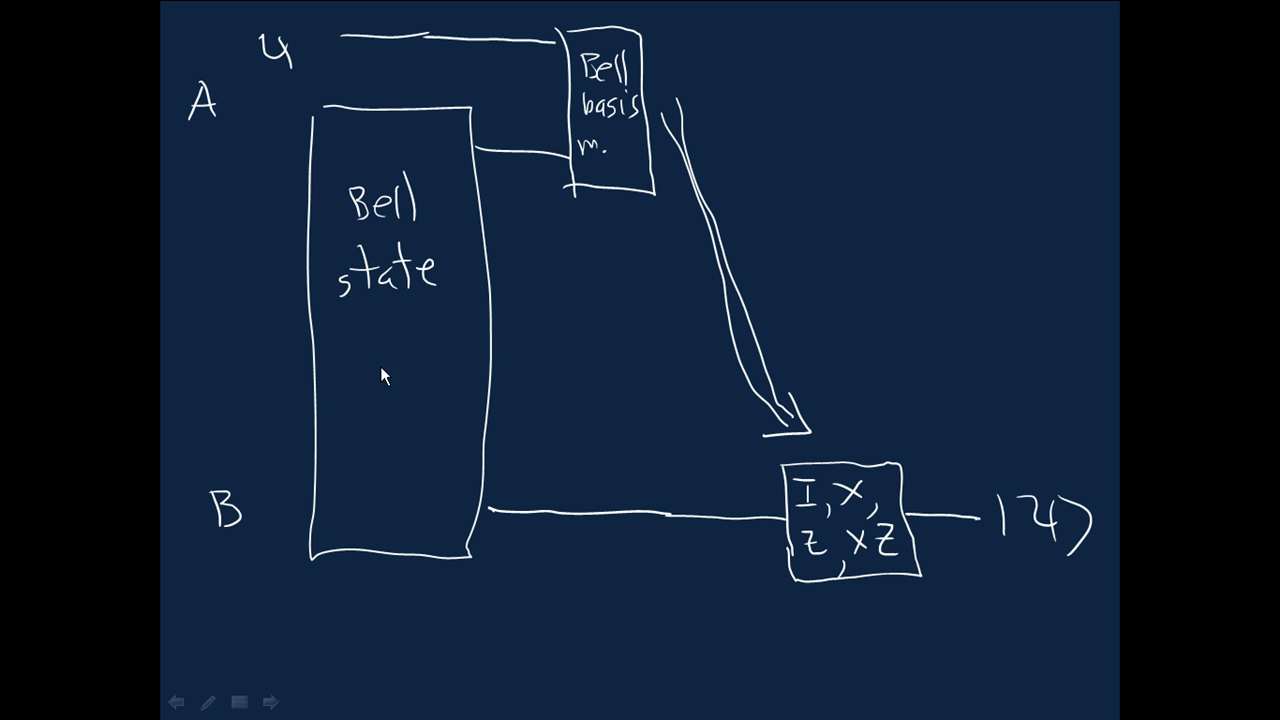 ψ
A
Bell
basis
m.
Bell
state
B
I, X,
Z, XZ
|ψ⟩